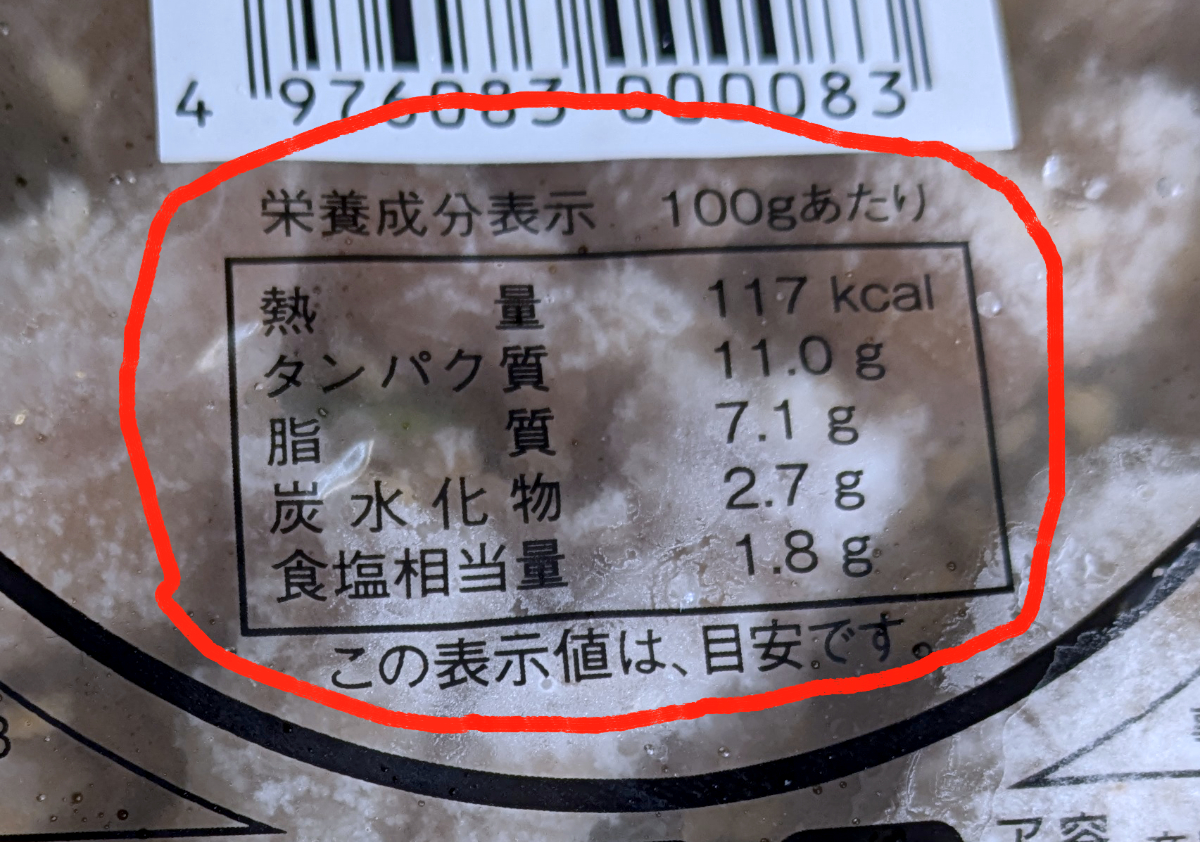 4 976083 000083
栄養成分表示 100gあたり
熱量 117 kcal
タンパク質 11.0 g
脂質 7.1 g
炭水化物 2.7 g
食塩相当量 1.8 g
この表示値は、目安です。
ア容